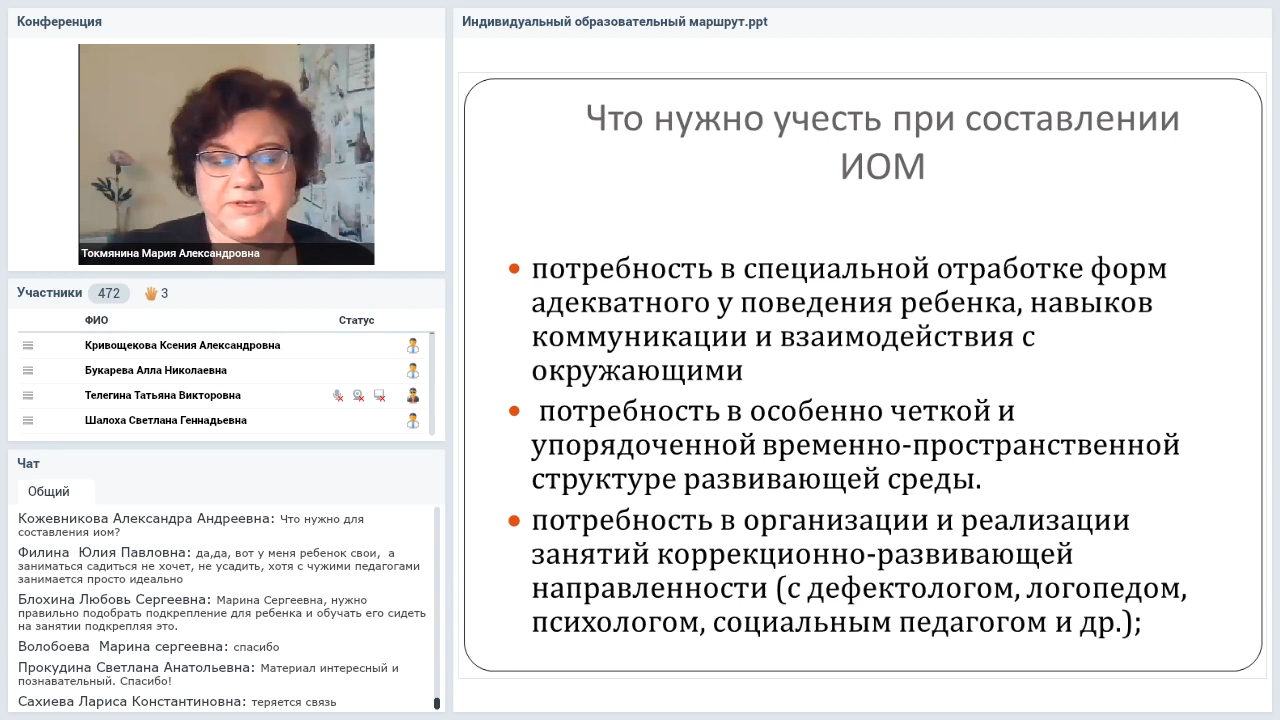 Конференция
Токмянина Мария Александровна
Участники 472 3
ФИО Статус
Кривощекова Ксения Александровна
Букарева Алла Николаевна
Телегина Татьяна Викторовна
Шалоха Светлана Геннадьевна
Чат
Общий
Кожевникова Александра Андреевна: Что нужно для
составления иом?
Филина Юлия Павловна: да,да, вот у меня ребенок свои, а
заниматься садиться не хочет, не усадить, хотя с чужими педагогами
занимается просто идеально
Блохина Любовь Сергеевна: Марина Сергеевна, нужно
правильно подобрать подкрепление для ребенка и обучать его сидеть
на занятии подкрепляя это.
Волобоева Марина сергеевна: спасибо
Прокудина Светлана Анатольевна: Материал интересный и
познавательный. Спасибо!
Сахиева Лариса Константиновна: теряется связь
Индивидуальный образовательный маршрут.ppt
Что нужно учесть при составлении
ИОМ
• потребность в специальной отработке форм
адекватного у поведения ребенка, навыков
коммуникации и взаимодействия с
окружающими
• потребность в особенно четкой и
упорядоченной временно-пространственной
структуре развивающей среды.
• потребность в организации и реализации
занятий коррекционно-развивающей
направленности (с дефектологом, логопедом,
психологом, социальным педагогом и др.);